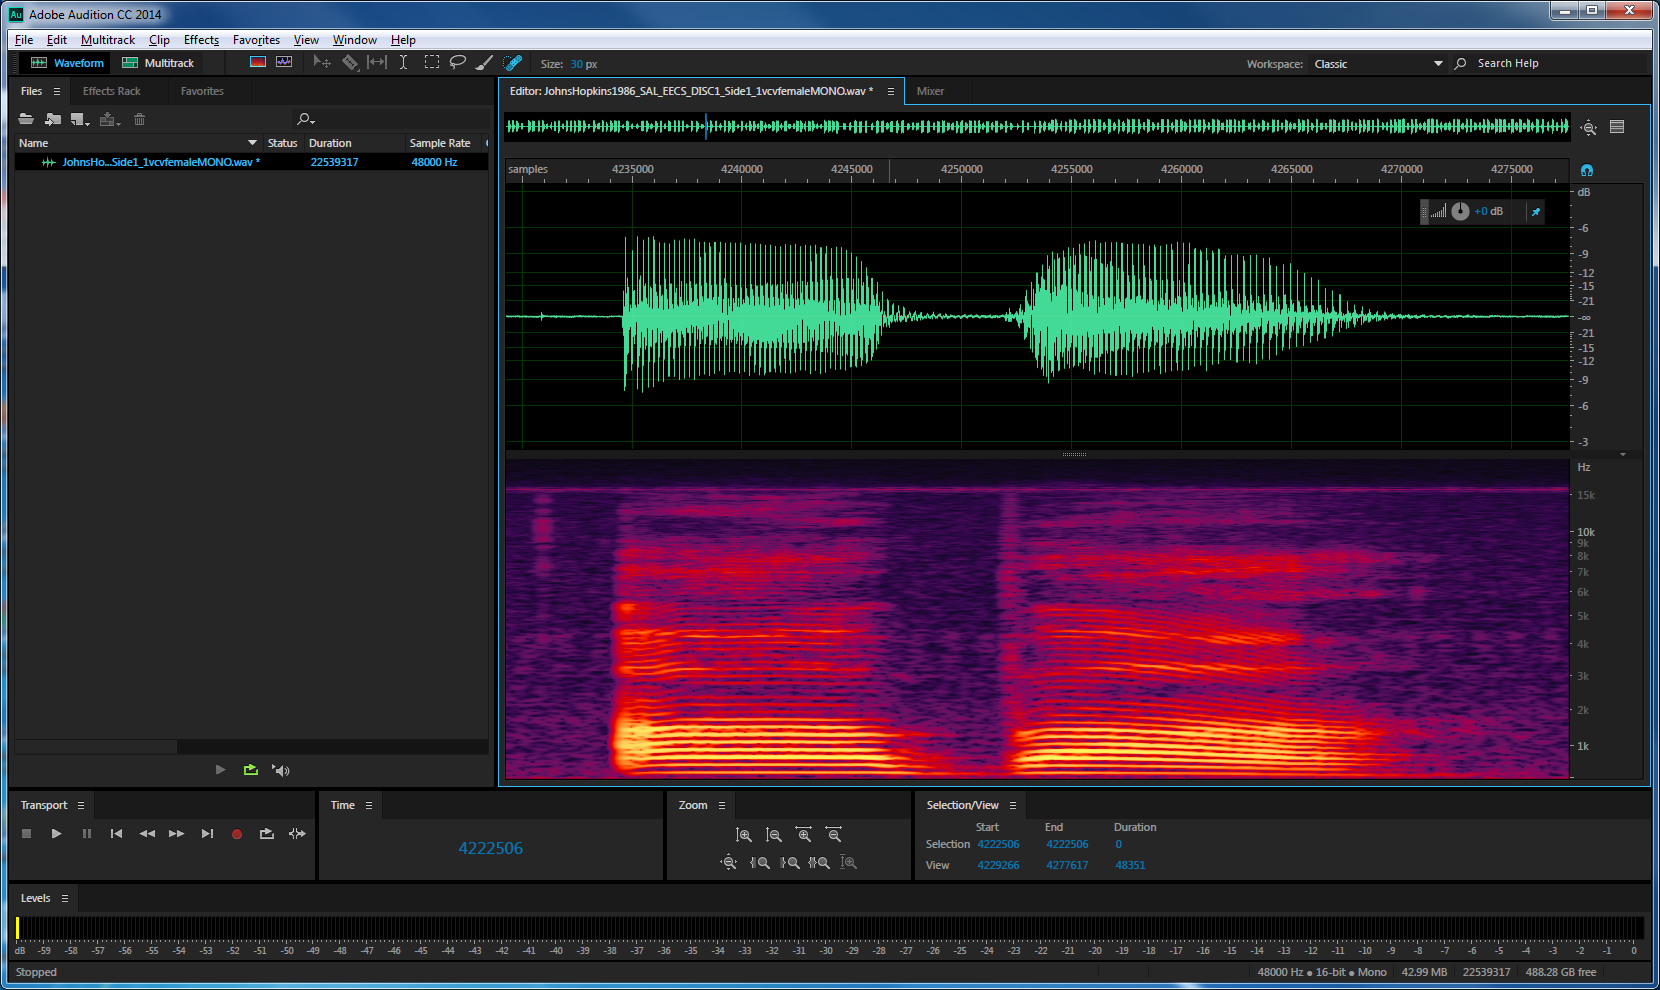 Au Adobe Audition CC 2014
File Edit Multitrack Clip Effects Favorites View Window Help
Waveform Multitrack Size: 30 px Workspace: Classic Search Help
Files Effects Rack Favorites
Name Status Duration Sample Rate
JohnsHo...Side1_1vcvfemaleMONO.wav * 22539317 48000 Hz
Editor: JohnsHopkins1986_SAL_EECS_DISC1_Side1_1vcvfemaleMONO.wav * Mixer
samples 4235000 4240000 4245000 4250000 4255000 4260000 4265000 4270000 4275000
+0 dB
dB
-6
-9
-12
-15
-21
-∞
-21
-15
-12
-9
-6
-3
Hz
15k
10k
9k
8k
7k
6k
5k
4k
3k
2k
1k
Transport
Time
4222506
Zoom
Selection/View
Start End Duration
Selection 4222506 4222506 0
View 4229266 4277617 48351
Levels
dB -59 -58 -57 -56 -55 -54 -53 -52 -51 -50 -49 -48 -47 -46 -45 -44 -43 -42 -41 -40 -39 -38 -37 -36 -35 -34 -33 -32 -31 -30 -29 -28 -27 -26 -25 -24 -23 -22 -21 -20 -19 -18 -17 -16 -15 -14 -13 -12 -11 -10 -9 -8 -7 -6 -5 -4 -3 -2 -1 0
Stopped 48000 Hz ● 16-bit ● Mono 42.99 MB 22539317 488.28 GB free